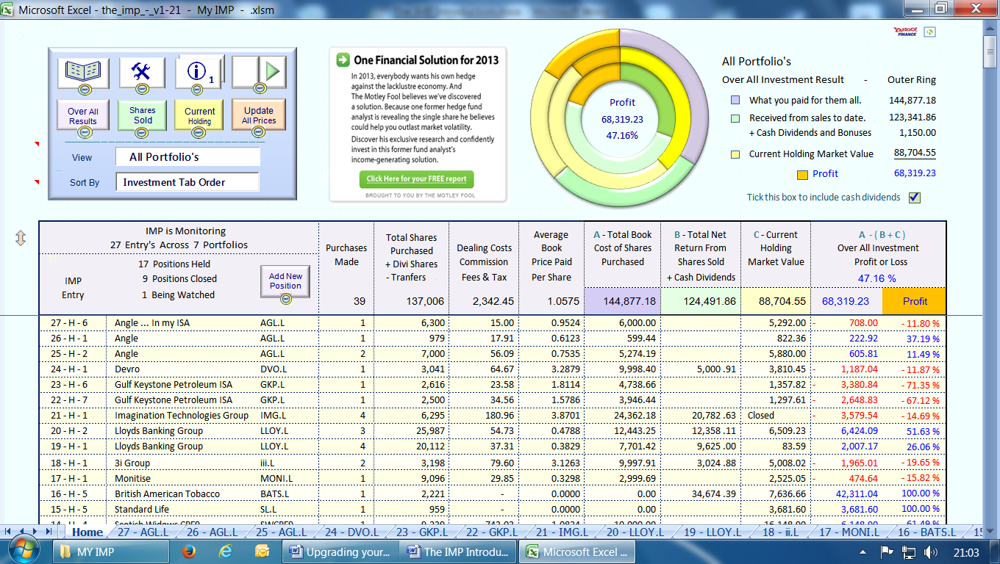 Microsoft Excel - the_imp_-_v1-21 - My IMP - .xlsm
YAHOO!
FINANCE
1
Over All
Results
Shares
Sold
Current
Holding
Update
All Prices
View
All Portfolio's
Sort By
Investment Tab Order
One Financial Solution for 2013
In 2013, everybody wants his own hedge
against the lacklustre economy. And
The Motley Fool believes we've discovered
a solution. Because one former hedge fund
analyst is revealing the single share he believes
could help you outlast market volatility.
Discover his exclusive research and confidently
invest in this former fund analyst's
income-generating solution.
Click Here for your FREE report
BROUGHT TO YOU BY THE MOTLEY FOOL
Profit
68,319.23
47.16%
All Portfolio's
Over All Investment Result - Outer Ring
What you paid for them all. 144,877.18
Received from sales to date. 123,341.86
+ Cash Dividends and Bonuses 1,150.00
Current Holding Market Value 88,704.55
Profit 68,319.23
Tick this box to include cash dividends
IMP is Monitoring
27 Entry's Across 7 Portfolios
17 Positions Held
9 Positions Closed
1 Being Watched
IMP
Entry
Add New
Position
Purchases
Made
39
Total Shares
Purchased
+ Divi Shares
- Tranfers
137,006
Dealing Costs
Commission
Fees & Tax
2,342.45
Average
Book
Price Paid
Per Share
1.0575
A - Total Book
Cost of Shares
Purchased
144,877.18
B - Total Net
Return From
Shares Sold
+ Cash Dividends
124,491.86
C - Current
Holding
Market Value
88,704.55
A - ( B + C )
Over All Investment
Profit or Loss
47.16 %
68,319.23 Profit
27 - H - 6 Angle ... In my ISA AGL.L 1 6,300 15.00 0.9524 6,000.00 5,292.00 - 708.00 - 11.80 %
26 - H - 1 Angle AGL.L 1 979 17.91 0.6123 599.44 822.36 222.92 37.19 %
25 - H - 2 Angle AGL.L 2 7,000 56.09 0.7535 5,274.19 5,880.00 605.81 11.49 %
24 - H - 1 Devro DVO.L 1 3,041 64.67 3.2879 9,998.40 5,000 .91 3,810.45 - 1,187.04 - 11.87 %
23 - H - 6 Gulf Keystone Petroleum ISA GKP.L 1 2,616 23.58 1.8114 4,738.66 1,357.82 - 3,380.84 - 71.35 %
22 - H - 7 Gulf Keystone Petroleum ISA GKP.L 1 2,500 34.56 1.5786 3,946.44 1,297.61 - 2,648.83 - 67.12 %
21 - H - 1 Imagination Technologies Group IMG.L 4 6,295 180.96 3.8701 24,362.18 20,782 .63 Closed - 3,579.54 - 14.69 %
20 - H - 2 Lloyds Banking Group LLOY.L 3 25,987 54.73 0.4788 12,443.25 12,358 .11 6,509.23 6,424.09 51.63 %
19 - H - 1 Lloyds Banking Group LLOY.L 4 20,112 37.31 0.3829 7,701.42 9,625 .00 83.59 2,007.17 26.06 %
18 - H - 1 3i Group iii.L 2 3,198 79.60 3.1263 9,997.91 3,024 .88 5,008.02 - 1,965.01 - 19.65 %
17 - H - 1 Monitise MONI.L 1 9,096 29.85 0.3298 2,999.69 2,525.05 - 474.64 - 15.82 %
16 - H - 5 British American Tobacco BATS.L 1 2,221 - 0.0000 0.00 34,674 .39 7,636.66 42,311.04 100.00 %
15 - H - 5 Standard Life SL.L 1 959 - 0.0000 0.00 3,681.60 3,681.60 100.00 %
Home 27 - AGL.L 26 - AGL.L 25 - AGL.L 24 - DVO.L 23 - GKP.L 22 - GKP.L 21 - IMG.L 20 - LLOY.L 19 - LLOY.L 18 - iii.L 17 - MONI.L 16 - BATS.L 15
MY IMP Upgrading your... The IMP Introdu... Microsoft Excel ... 21:03